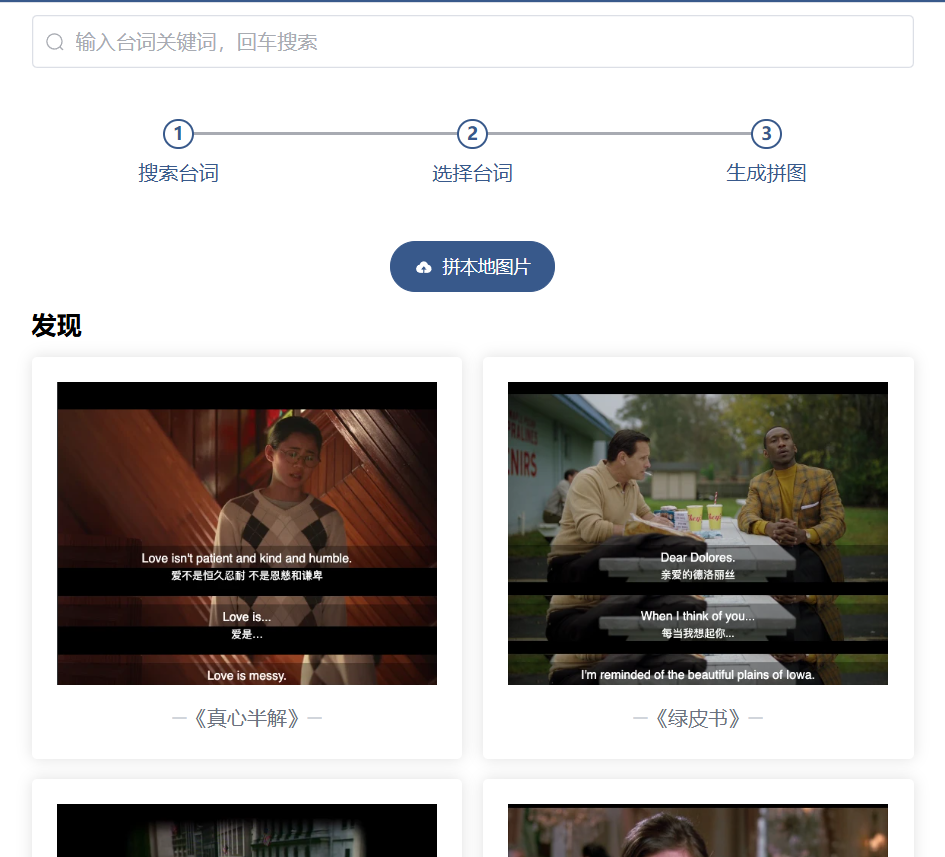 输入台词关键词，回车搜索
1
2
3
搜索台词
选择台词
生成拼图
拼本地图片
发现
Love isn't patient and kind and humble.
爱不是恒久忍耐 不是恩慈和谦卑
Love is...
爱是...
Love is messy.
—《真心半解》—
PRALINES
NIRS
Dear Dolores.
亲爱的德洛丽丝
When I think of you...
每当我想起你...
I'm reminded of the beautiful plains of Iowa.
—《绿皮书》—